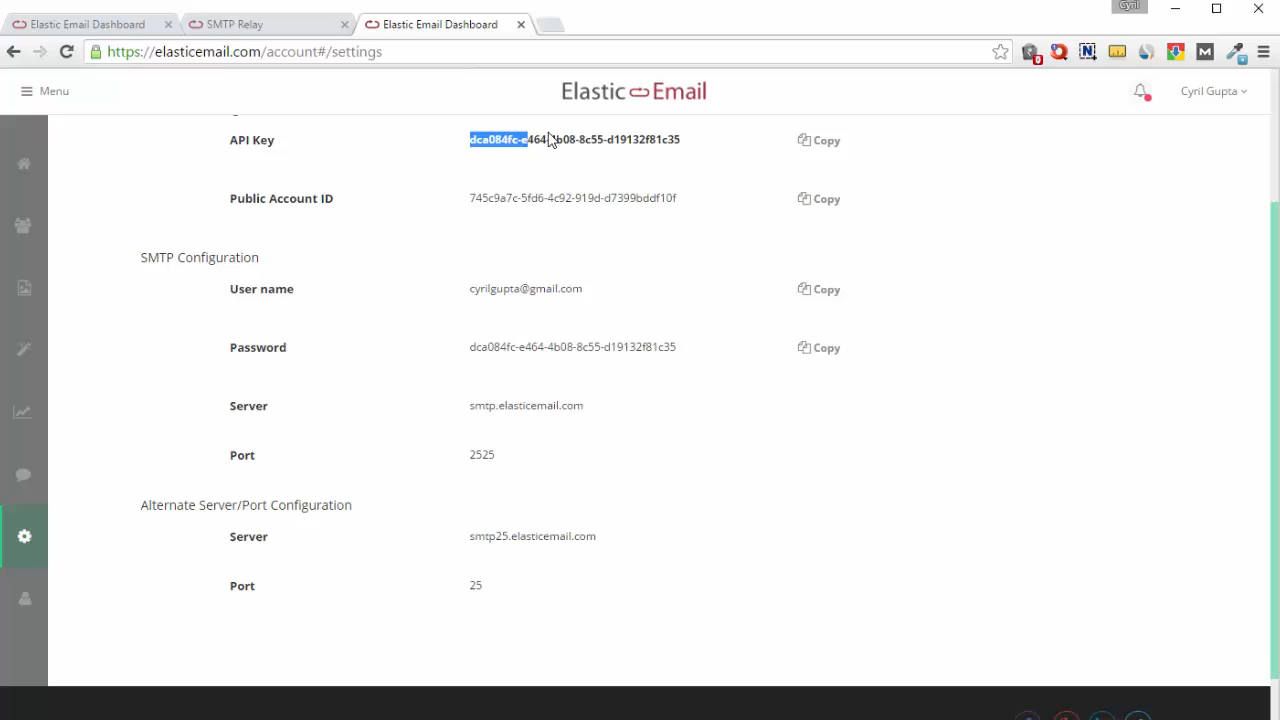 Cyril
Elastic Email Dashboard
SMTP Relay
Elastic Email Dashboard
https://elasticemail.com/account#/settings
Menu
Elastic Email
Cyril Gupta
API Key dca084fc-e464-4b08-8c55-d19132f81c35 Copy
Public Account ID 745c9a7c-5fd6-4c92-919d-d7399bddf10f Copy
SMTP Configuration
User name cyrilgupta@gmail.com Copy
Password dca084fc-e464-4b08-8c55-d19132f81c35 Copy
Server smtp.elasticemail.com
Port 2525
Alternate Server/Port Configuration
Server smtp25.elasticemail.com
Port 25